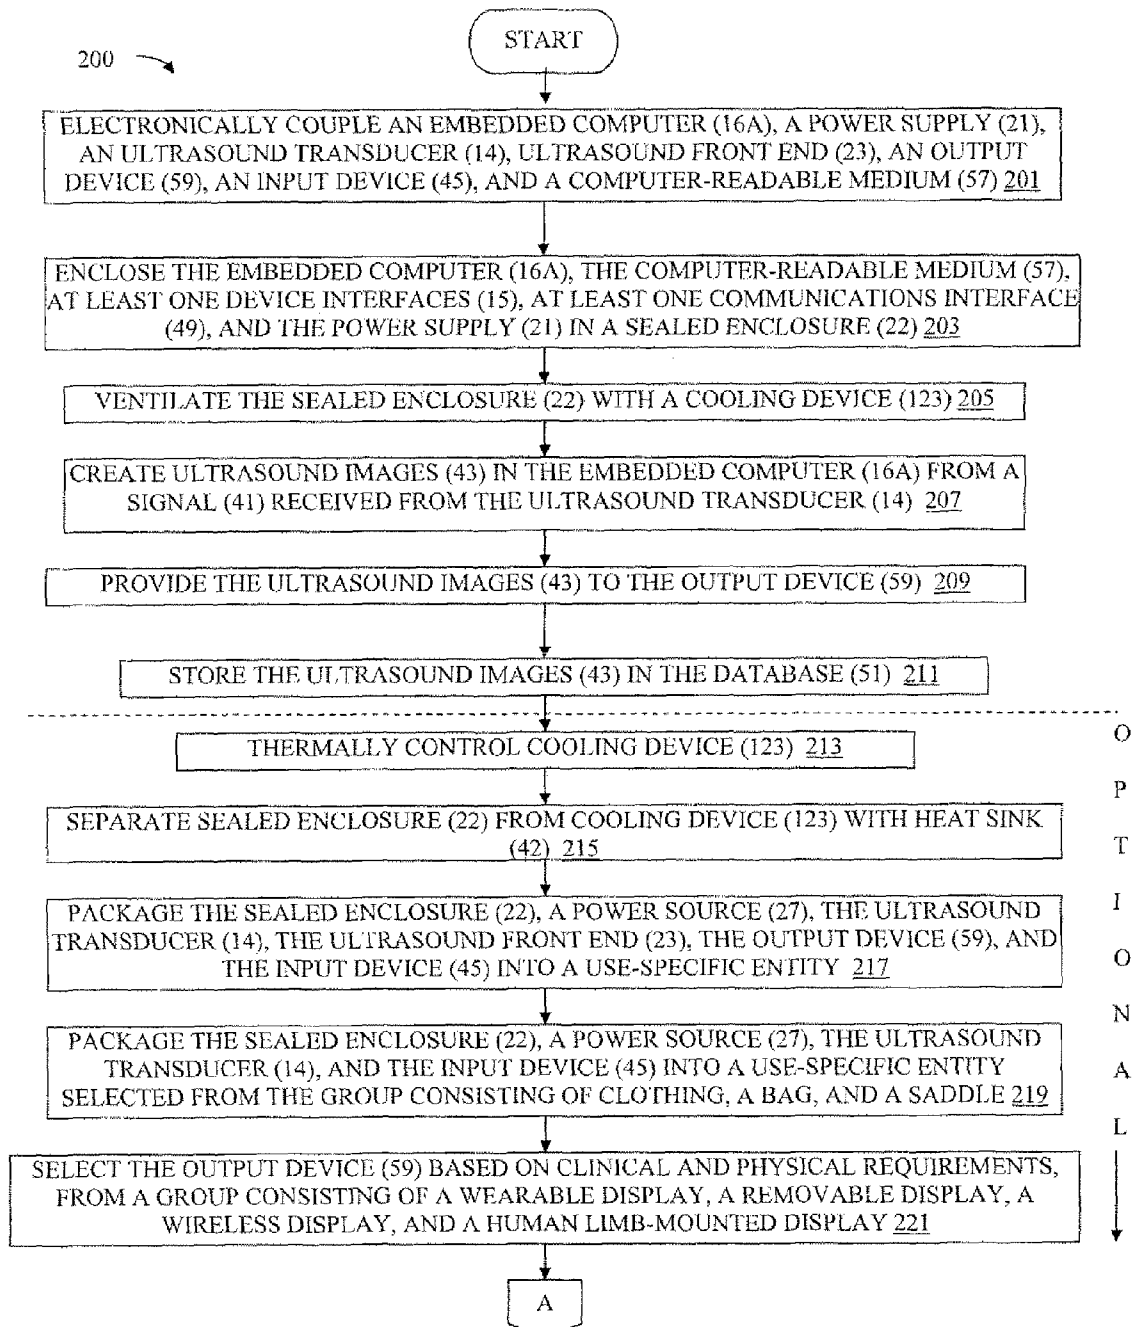 START
200
ELECTRONICALLY COUPLE AN EMBEDDED COMPUTER (16A), A POWER SUPPLY (21),
AN ULTRASOUND TRANSDUCER (14), ULTRASOUND FRONT END (23), AN OUTPUT
DEVICE (59), AN INPUT DEVICE (45), AND A COMPUTER-READABLE MEDIUM (57) 201
ENCLOSE THE EMBEDDED COMPUTER (16A), THE COMPUTER-READABLE MEDIUM (57),
AT LEAST ONE DEVICE INTERFACES (15), AT LEAST ONE COMMUNICATIONS INTERFACE
(49), AND THE POWER SUPPLY (21) IN A SEALED ENCLOSURE (22) 203
VENTILATE THE SEALED ENCLOSURE (22) WITH A COOLING DEVICE (123) 205
CREATE ULTRASOUND IMAGES (43) IN THE EMBEDDED COMPUTER (16A) FROM A
SIGNAL (41) RECEIVED FROM THE ULTRASOUND TRANSDUCER (14) 207
PROVIDE THE ULTRASOUND IMAGES (43) TO THE OUTPUT DEVICE (59) 209
STORE THE ULTRASOUND IMAGES (43) IN THE DATABASE (51) 211
THERMALLY CONTROL COOLING DEVICE (123) 213
SEPARATE SEALED ENCLOSURE (22) FROM COOLING DEVICE (123) WITH HEAT SINK
(42) 215
PACKAGE THE SEALED ENCLOSURE (22), A POWER SOURCE (27), THE ULTRASOUND
TRANSDUCER (14), THE ULTRASOUND FRONT END (23), THE OUTPUT DEVICE (59), AND
THE INPUT DEVICE (45) INTO A USE-SPECIFIC ENTITY 217
PACKAGE THE SEALED ENCLOSURE (22), A POWER SOURCE (27), THE ULTRASOUND
TRANSDUCER (14), AND THE INPUT DEVICE (45) INTO A USE-SPECIFIC ENTITY
SELECTED FROM THE GROUP CONSISTING OF CLOTHING, A BAG, AND A SADDLE 219
SELECT THE OUTPUT DEVICE (59) BASED ON CLINICAL AND PHYSICAL REQUIREMENTS,
FROM A GROUP CONSISTING OF A WEARABLE DISPLAY, A REMOVABLE DISPLAY, A
WIRELESS DISPLAY, AND A HUMAN LIMB-MOUNTED DISPLAY 221
A
OPTIONAL